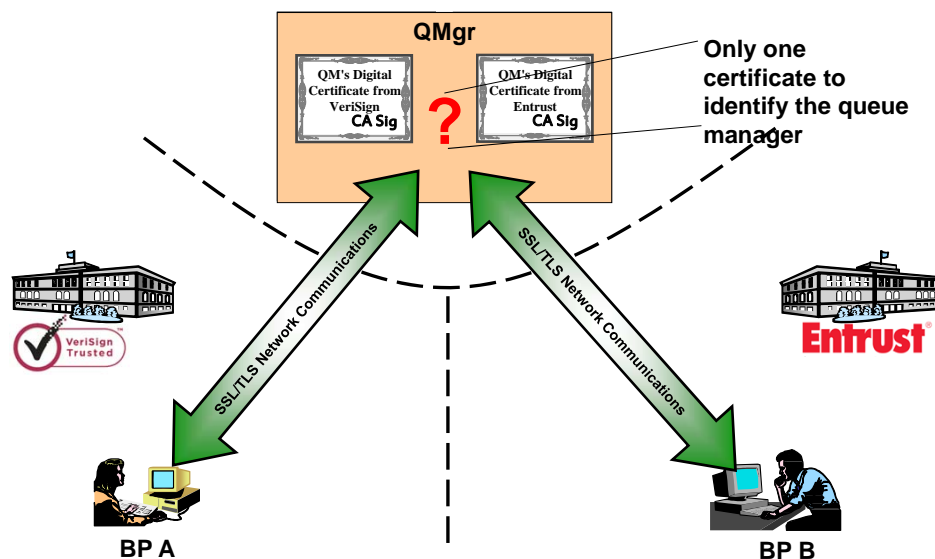 QMgr
QM's Digital
Certificate from
VeriSign
CA Sig
?
QM's Digital
Certificate from
Entrust
CA Sig
Only one
certificate to
identify the queue
manager
SSL/TLS Network Communications
SSL/TLS Network Communications
VeriSign™
Trusted
Entrust®
BP A
BP B